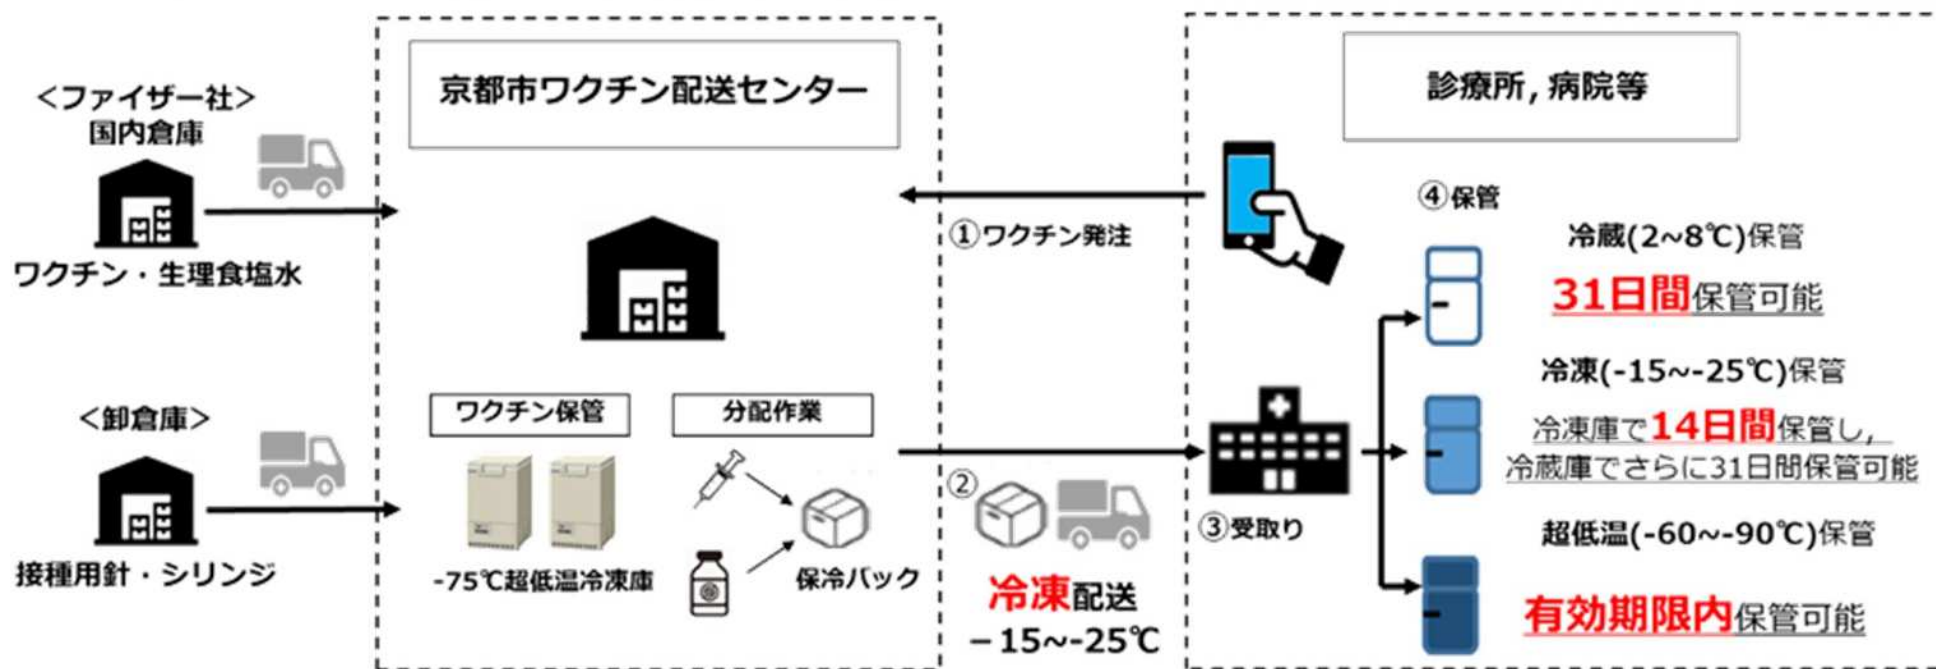 <ファイザー社>
国内倉庫
ワクチン・生理食塩水
<卸倉庫>
接種用針・シリンジ
京都市ワクチン配送センター
ワクチン保管
分配作業
-75℃超低温冷凍庫
保冷バック
①ワクチン発注
②
冷凍配送
－15~-25℃
診療所, 病院等
③受取り
④保管
冷蔵(2~8℃)保管
31日間保管可能
冷凍(-15~-25℃)保管
冷凍庫で14日間保管し,
冷蔵庫でさらに31日間保管可能
超低温(-60~-90℃)保管
有効期限内保管可能